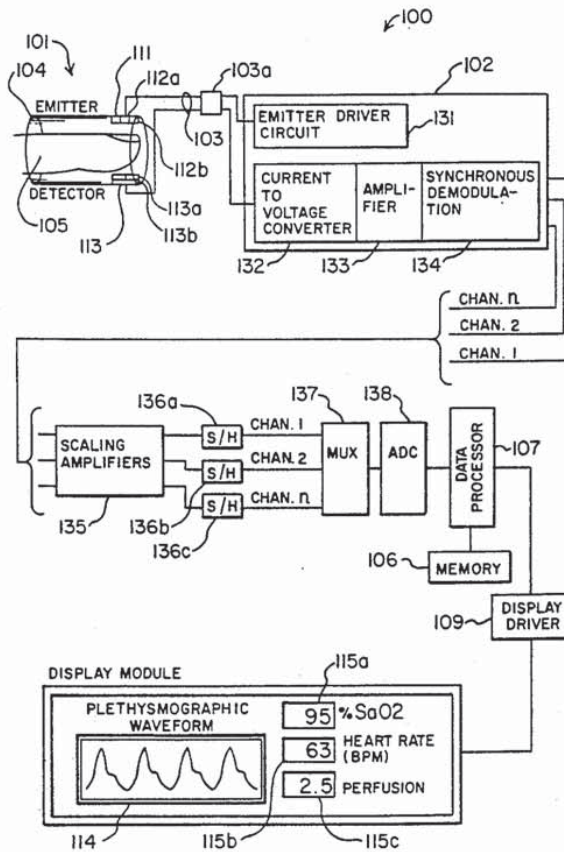 100
101
111
104
112a
103a
102
EMITTER
103
EMITTER DRIVER
CIRCUIT
131
112b
105
DETECTOR
113a
113b
113
CURRENT
TO
VOLTAGE
CONVERTER
AMPLI-
FIER
SYNCHRONOUS
DEMODULA-
TION
132
133
134
CHAN. n
CHAN. 2
CHAN. 1
136a
137
138
SCALING
AMPLIFIERS
S/H
CHAN. 1
S/H
CHAN. 2
S/H
CHAN. n
MUX
ADC
DATA
PROCESSOR
107
135
136b
136c
106
MEMORY
109
DISPLAY
DRIVER
DISPLAY MODULE
115a
PLETHYSMOGRAPHIC
WAVEFORM
95 %SaO2
63 HEART RATE
(BPM)
2.5 PERFUSION
114
115b
115c